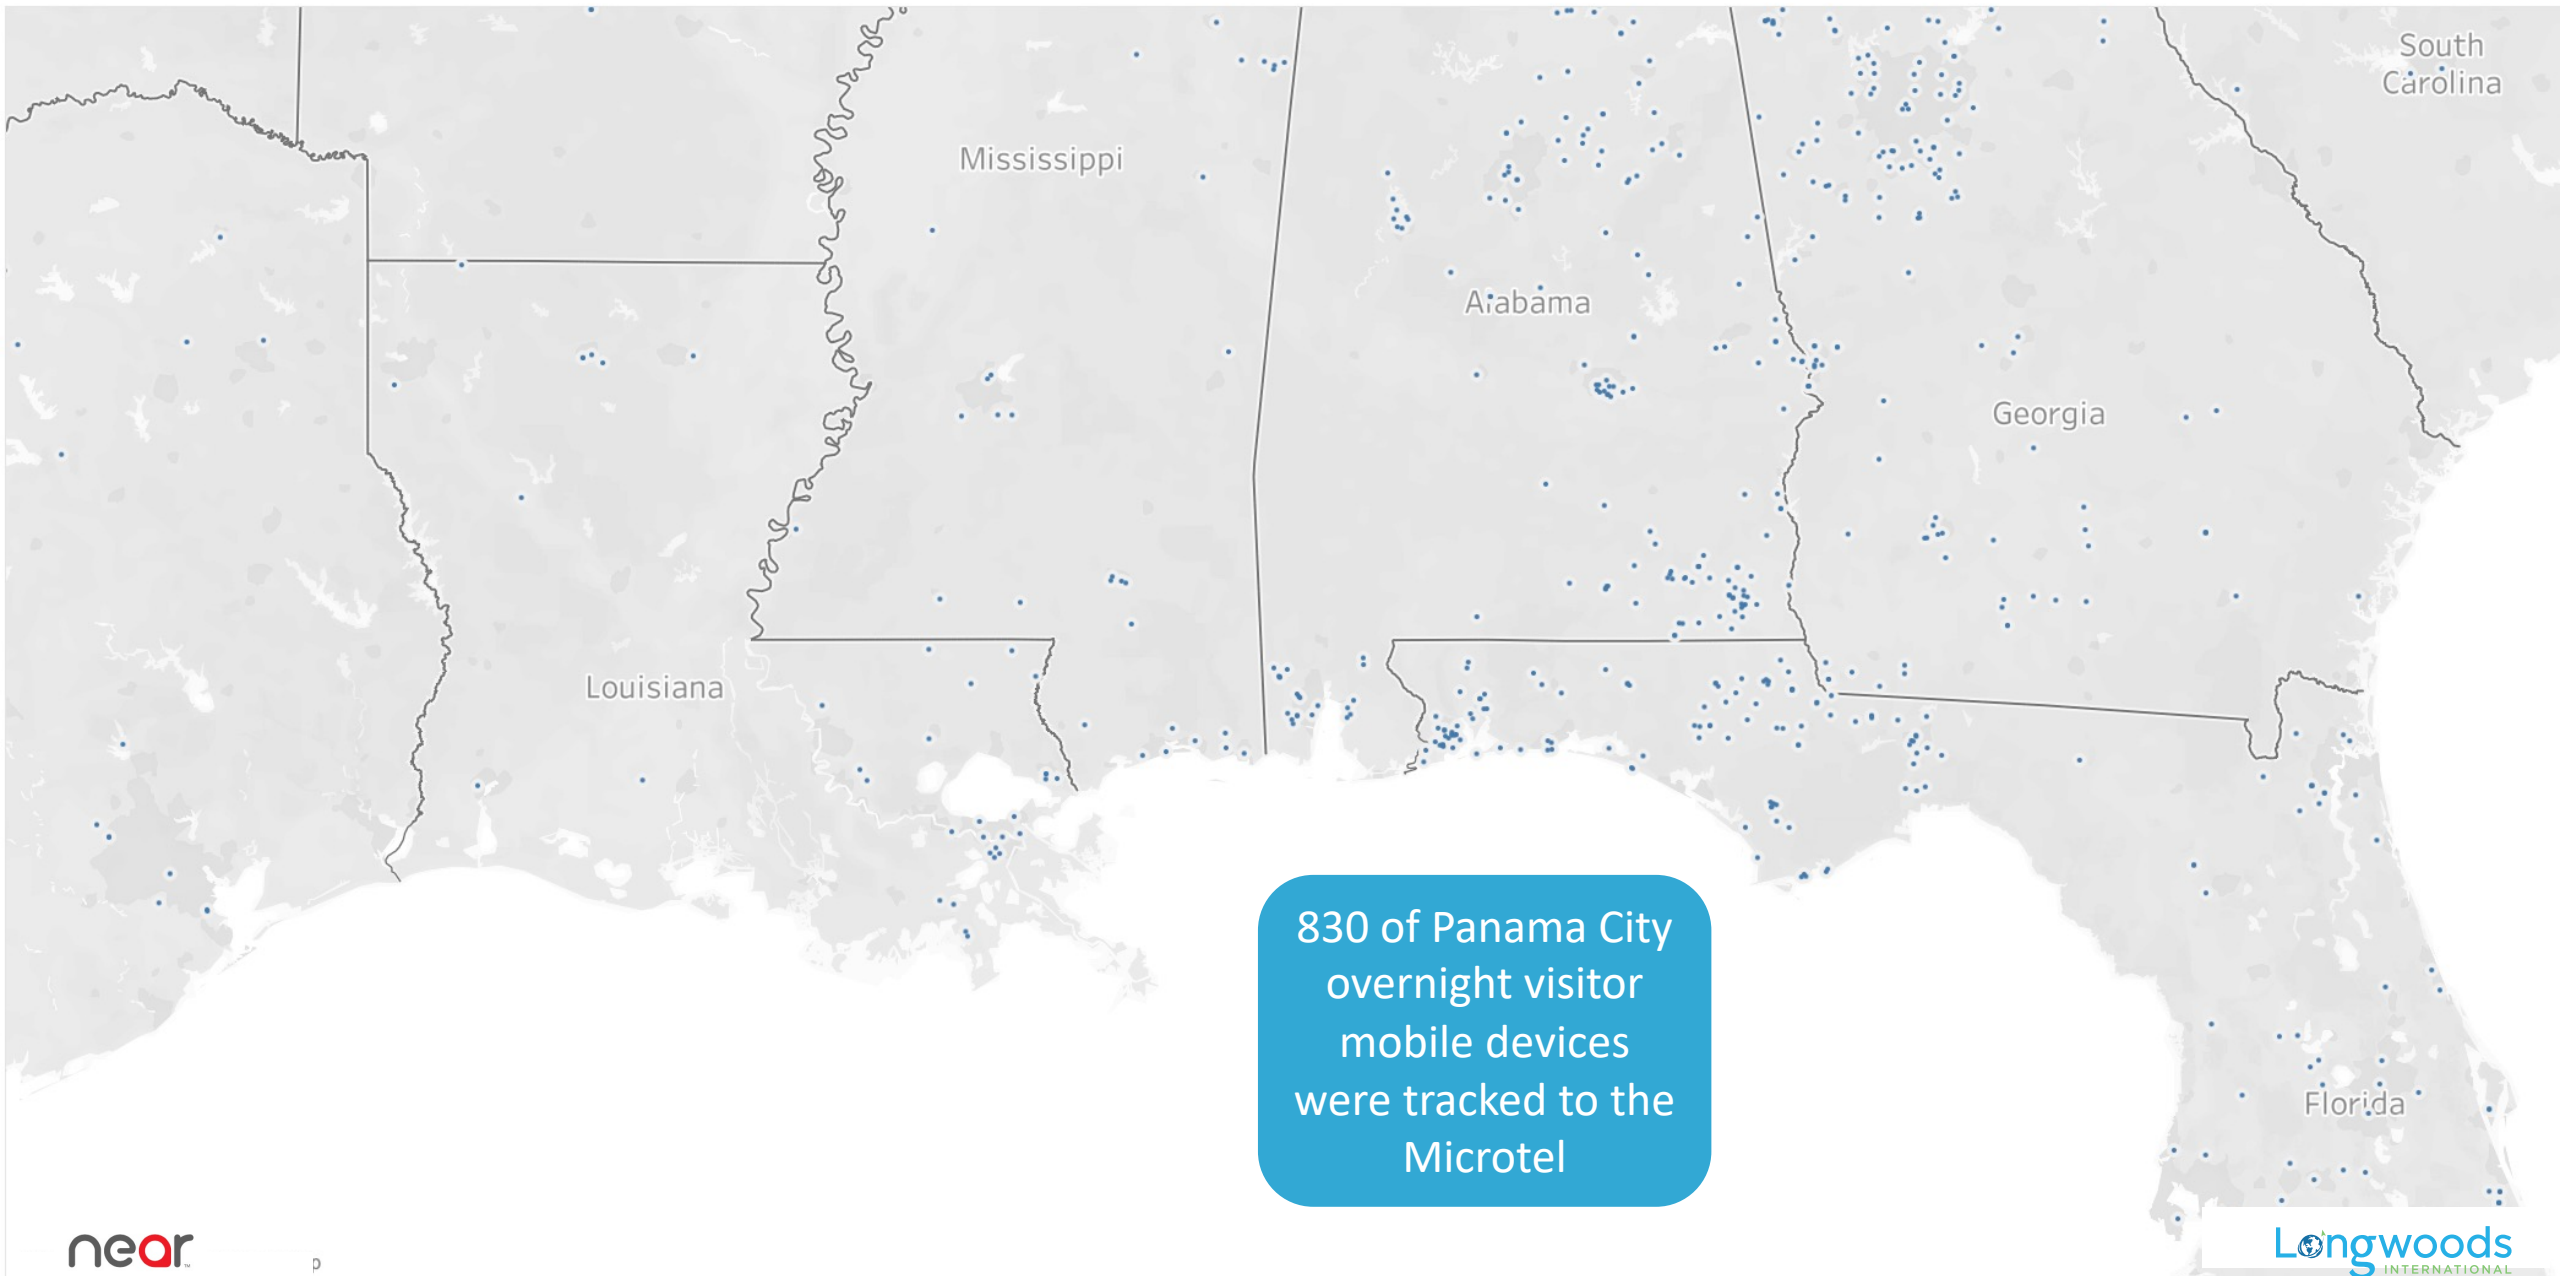 South
Carolina
Mississippi
Alabama
Georgia
Louisiana
830 of Panama City
overnight visitor
mobile devices
were tracked to the
Microtel
Florida
near
p
Longwoods
INTERNATIONAL